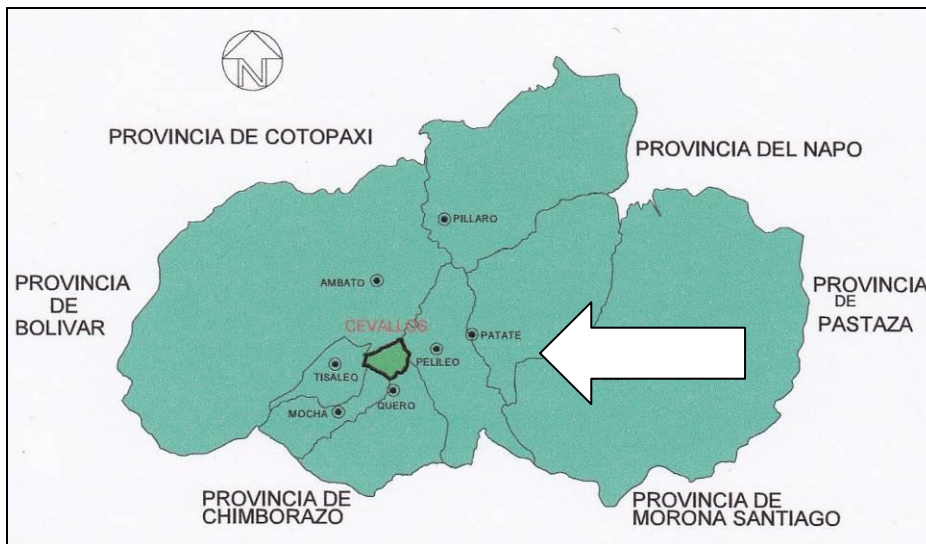 N
PROVINCIA DE COTOPAXI
PROVINCIA DEL NAPO
PILLARO
PROVINCIA
DE
BOLIVAR
AMBATO
PROVINCIA
DE
PASTAZA
CEVALLOS
PATATE
PELILEO
TISALEO
QUERO
MOCHA
PROVINCIA DE
CHIMBORAZO
PROVINCIA DE
MORONA SANTIAGO